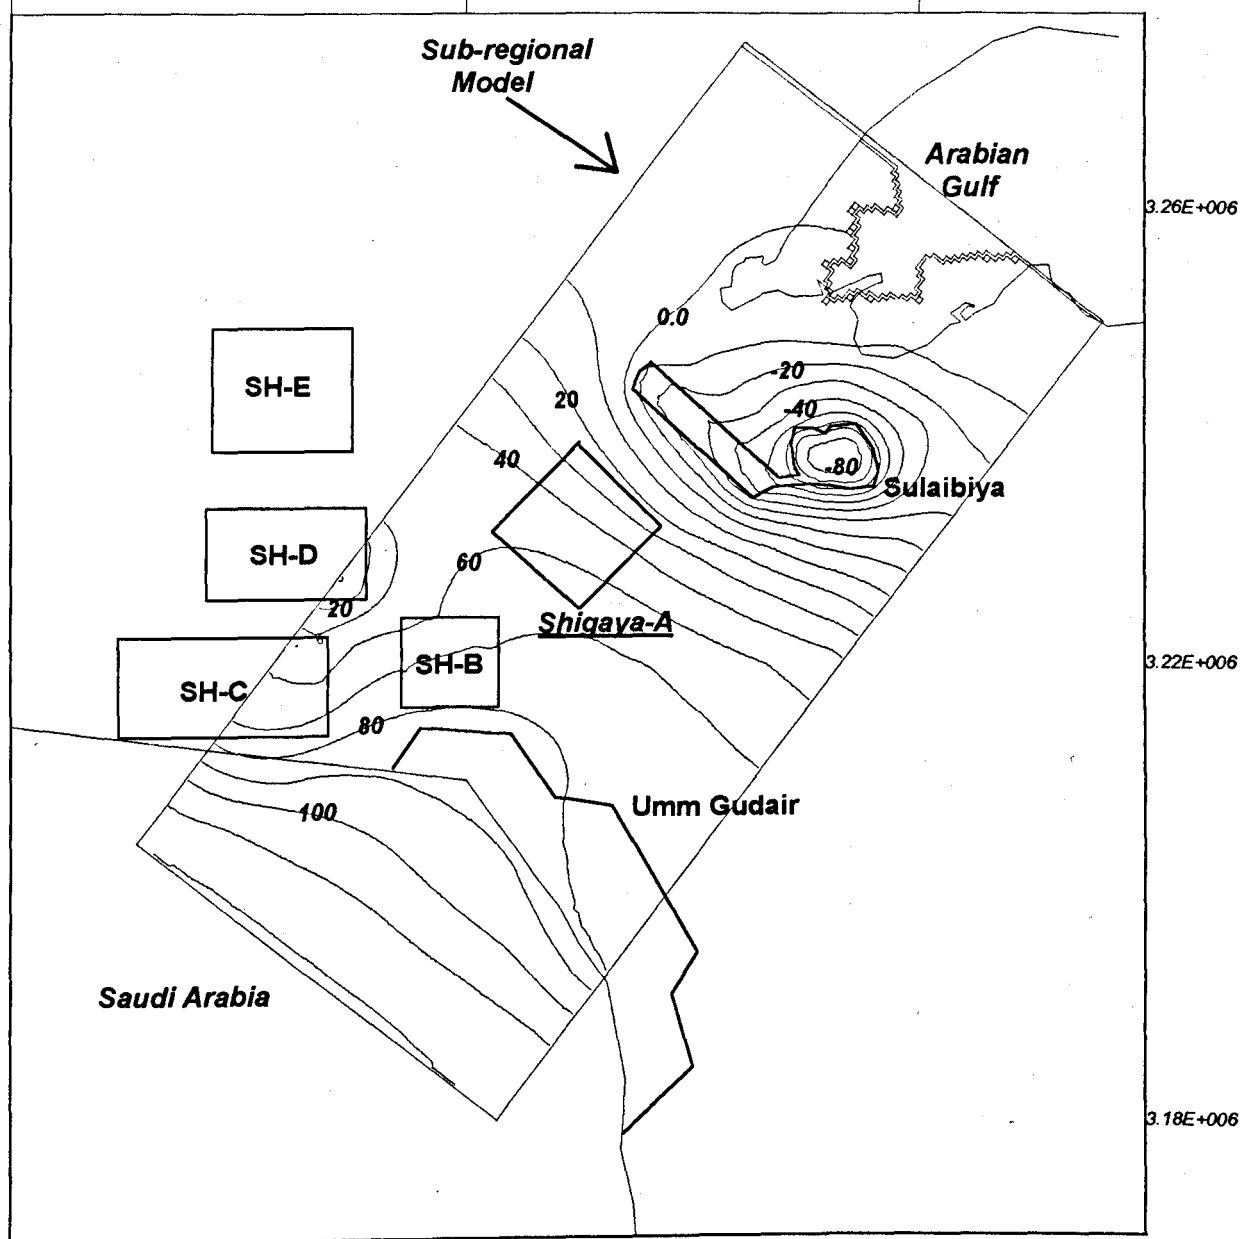 Sub-regional
Model
Arabian
Gulf
3.26E+006
0.0
-20
SH-E
20
-40
40
-80
Sulaibiya
SH-D
60
20
Shigaya-A
SH-B
3.22E+006
SH-C
80
Umm Gudair
100
Saudi Arabia
3.18E+006